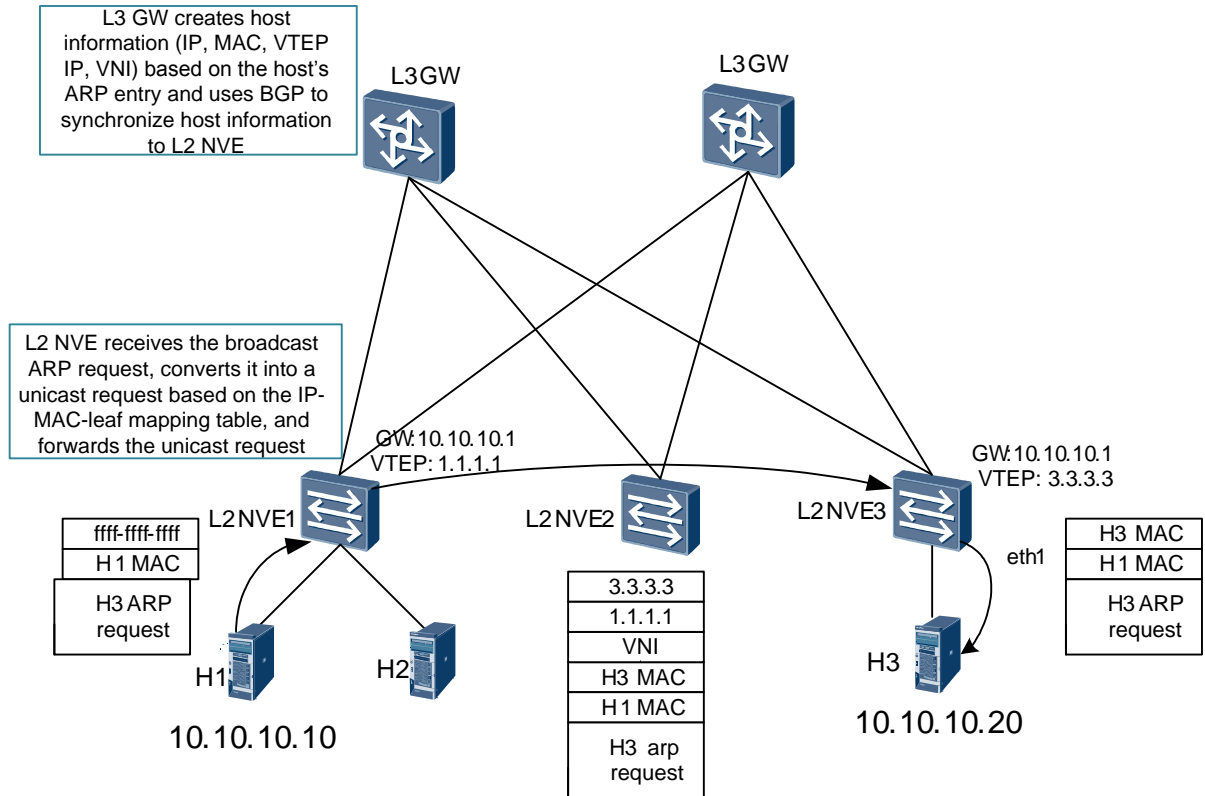 L3 GW creates host
information (IP, MAC, VTEP
IP, VNI) based on the host's
ARP entry and uses BGP to
synchronize host information
to L2 NVE
L3GW
L3GW
L2 NVE receives the broadcast
ARP request, converts it into a
unicast request based on the IP-
MAC-leaf mapping table, and
forwards the unicast request
GW:10.10.10.1
VTEP: 1.1.1.1
GW:10.10.10.1
VTEP: 3.3.3.3
L2NVE1
L2NVE2
L2NVE3
ffff-ffff-ffff
H1 MAC
H3 ARP
request
H1
H2
10.10.10.10
3.3.3.3
1.1.1.1
VNI
H3 MAC
H1 MAC
H3 arp
request
eth1
H3
10.10.10.20
H3 MAC
H1 MAC
H3 ARP
request